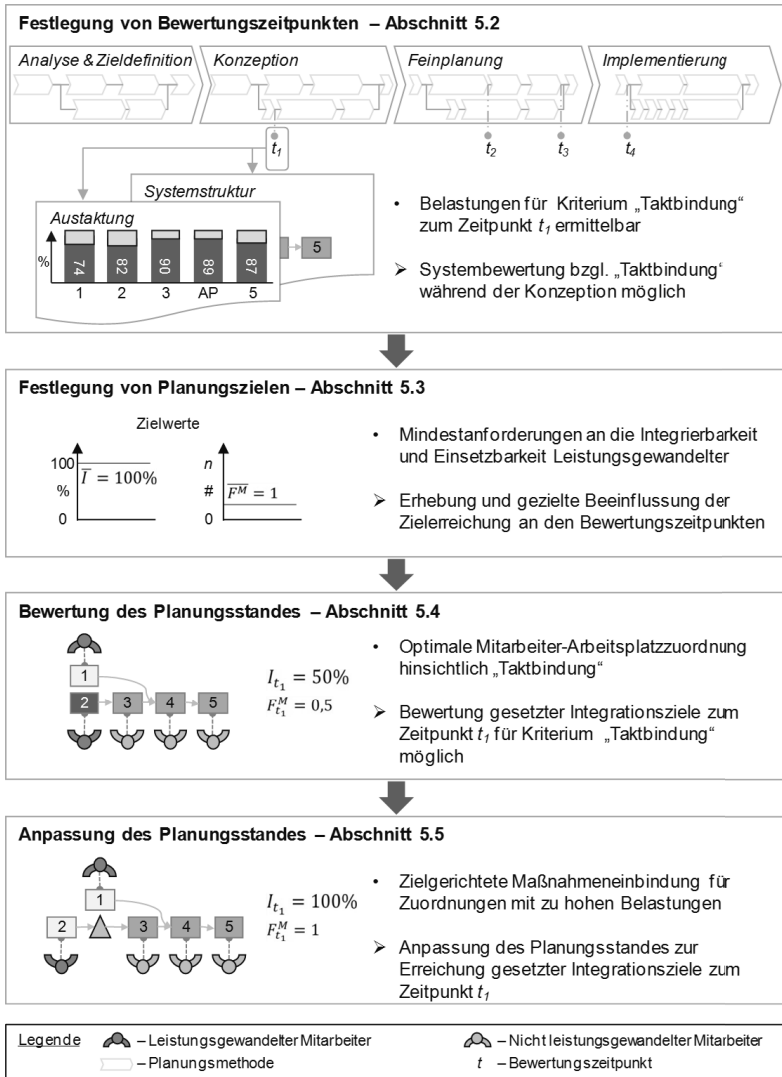 Festlegung von Bewertungszeitpunkten – Abschnitt 5.2
Analyse & Zieldefinition
Konzeption
Feinplanung
Implementierung
t1
t2
t3
t4
Systemstruktur
5
Austaktung
%
74
82
90
89
87
1
2
3
AP
5
• Belastungen für Kriterium „Taktbindung“
zum Zeitpunkt t1 ermittelbar
➢ Systembewertung bzgl. „Taktbindung‘
während der Konzeption möglich
Festlegung von Planungszielen – Abschnitt 5.3
Zielwerte
100
%
0
I̅ = 100%
n
#
0
F̅ᴹ̅ = 1
• Mindestanforderungen an die Integrierbarkeit
und Einsetzbarkeit Leistungsgewandelter
➢ Erhebung und gezielte Beeinflussung der
Zielerreichung an den Bewertungszeitpunkten
Bewertung des Planungsstandes – Abschnitt 5.4
1
2
3
4
5
I_t1 = 50%
F^M_t1 = 0,5
• Optimale Mitarbeiter-Arbeitsplatzzuordnung
hinsichtlich „Taktbindung“
➢ Bewertung gesetzter Integrationsziele zum
Zeitpunkt t1 für Kriterium „Taktbindung“
möglich
Anpassung des Planungsstandes – Abschnitt 5.5
1
2
3
4
5
I_t1 = 100%
F^M_t1 = 1
• Zielgerichtete Maßnahmeneinbindung für
Zuordnungen mit zu hohen Belastungen
➢ Anpassung des Planungsstandes zur
Erreichung gesetzter Integrationsziele zum
Zeitpunkt t1
Legende
– Leistungsgewandelter Mitarbeiter
– Nicht leistungsgewandelter Mitarbeiter
– Planungsmethode
t – Bewertungszeitpunkt